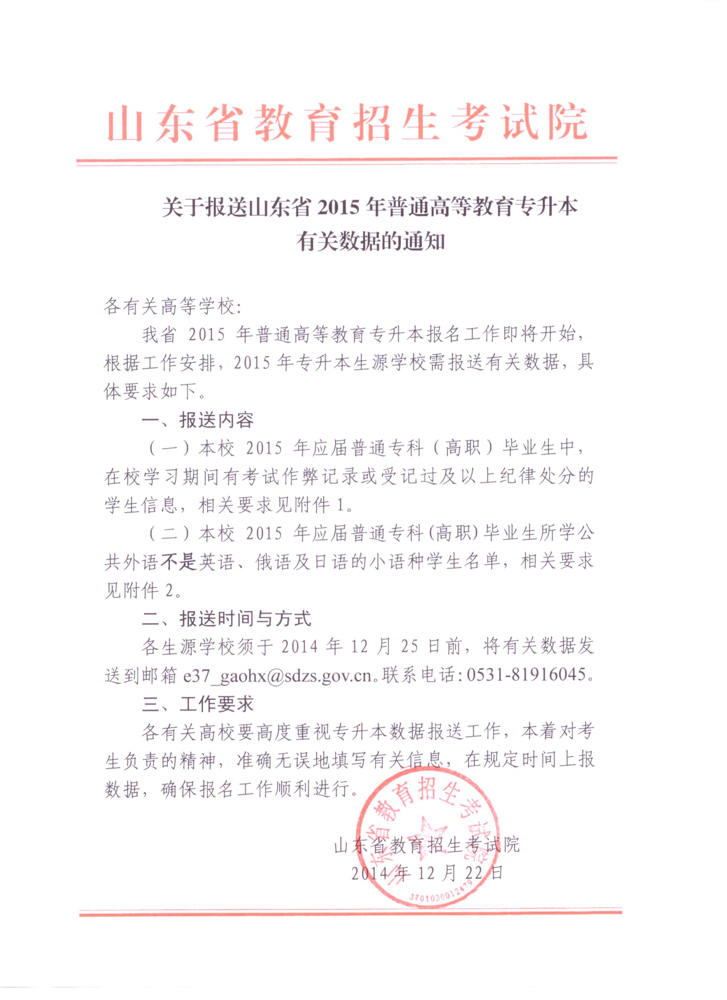 山东省教育招生考试院
关于报送山东省 2015 年普通高等教育专升本
有关数据的通知
各有关高等学校：
我省 2015 年普通高等教育专升本报名工作即将开始，
根据工作安排，2015 年专升本生源学校需报送有关数据，具
体要求如下。
一、报送内容
（一）本校 2015 年应届普通专科（高职）毕业生中，
在校学习期间有考试作弊记录或受记过及以上纪律处分的
学生信息，相关要求见附件 1。
（二）本校 2015 年应届普通专科(高职)毕业生所学公
共外语不是英语、俄语及日语的小语种学生名单，相关要求
见附件 2。
二、报送时间与方式
各生源学校须于 2014 年 12 月 25 日前，将有关数据发
送到邮箱 e37_gaohx@sdzs.gov.cn。联系电话：0531-81916045。
三、工作要求
各有关高校要高度重视专升本数据报送工作，本着对考
生负责的精神，准确无误地填写有关信息，在规定时间上报
数据，确保报名工作顺利进行。
山东省教育招生考试院
山东省教育招生考试院
2014 年 12 月 22 日
3701030012479